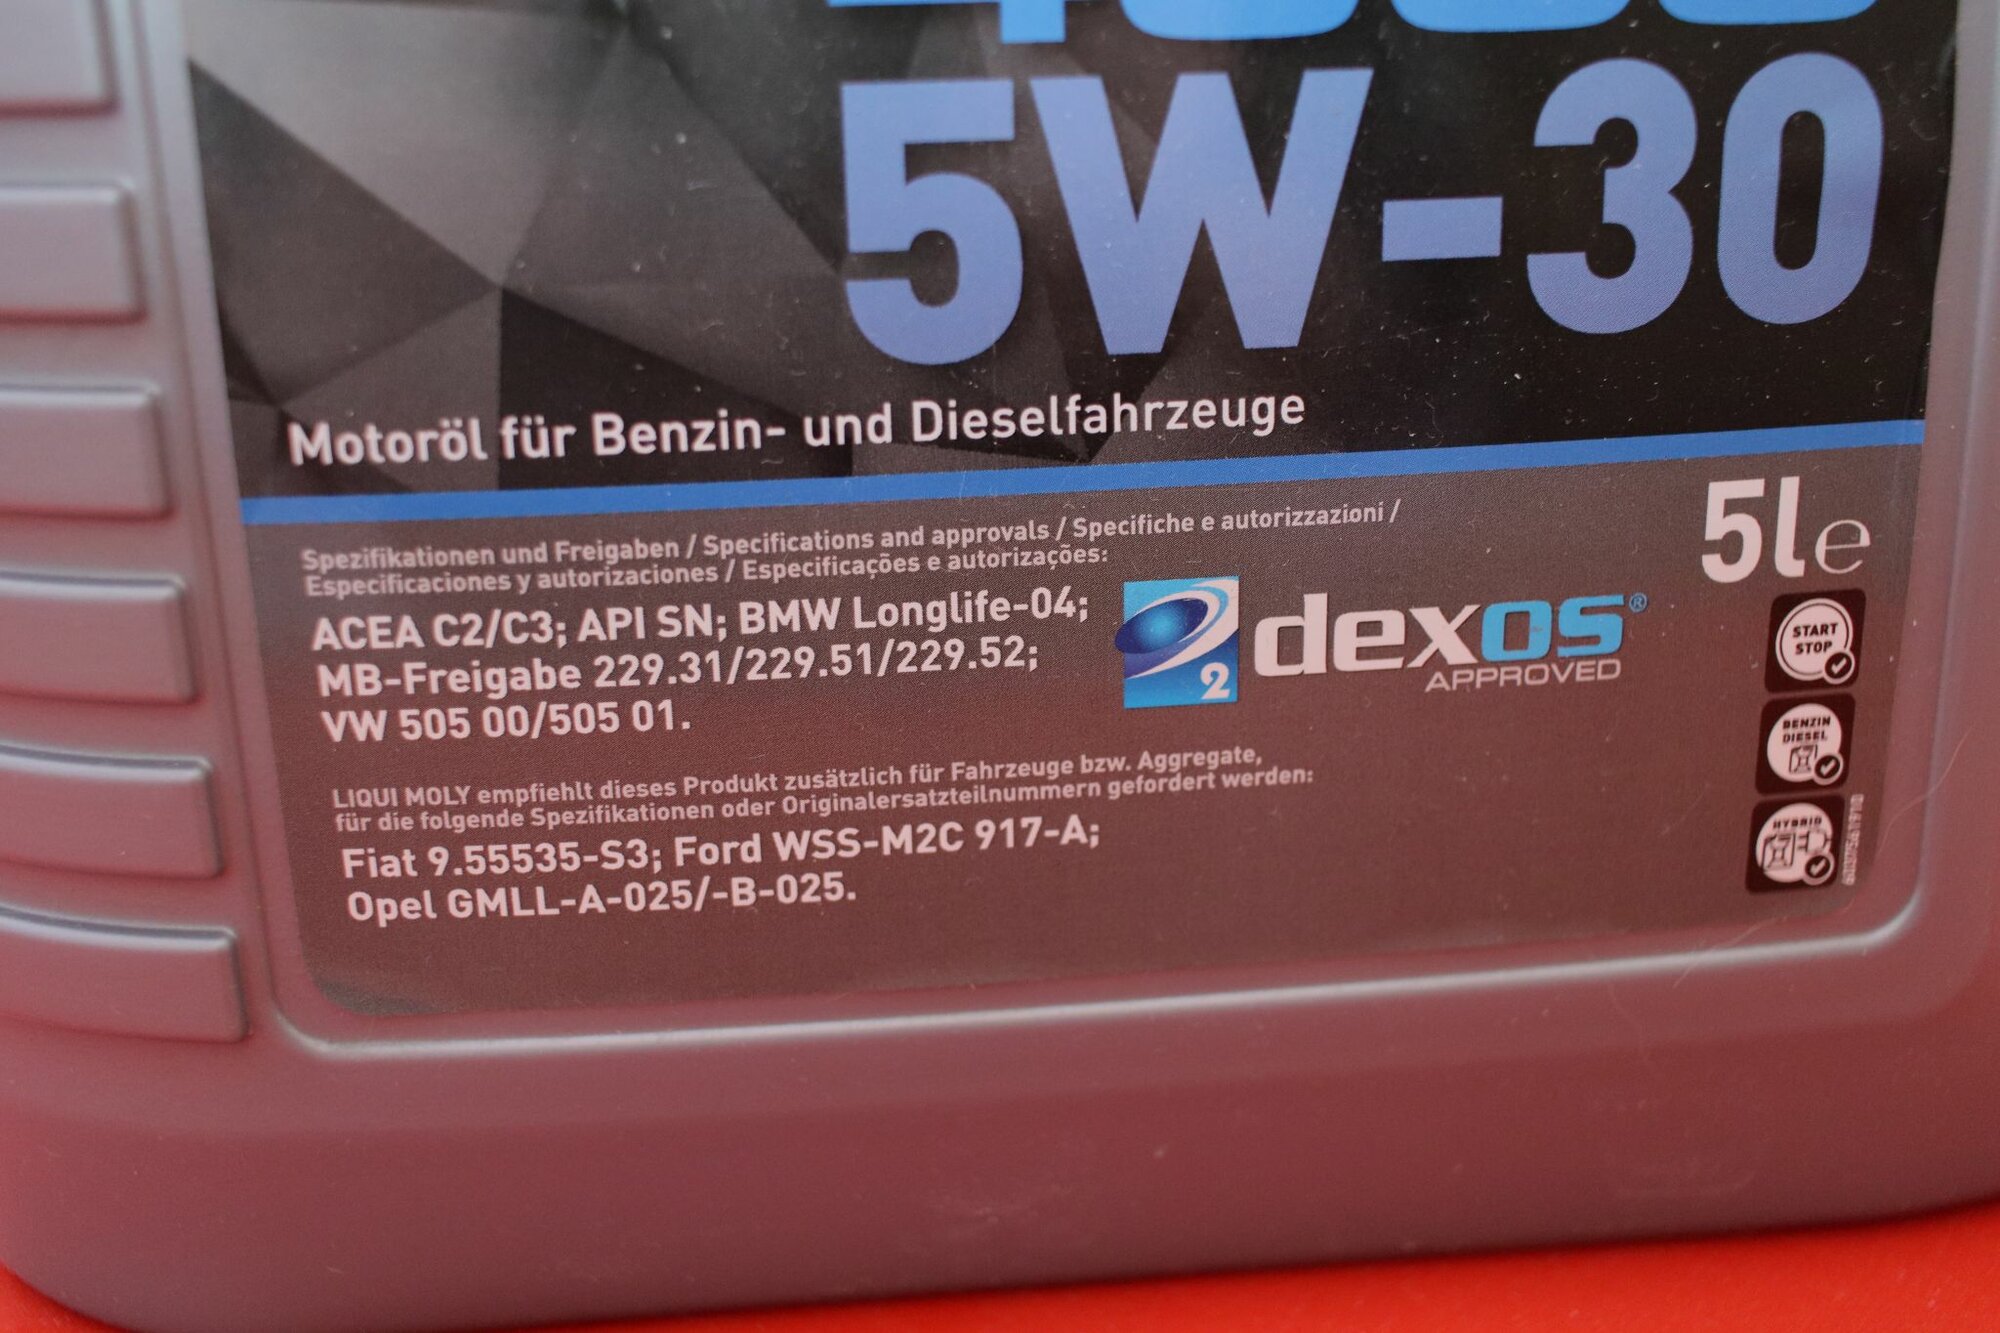 5W-30
Motoröl für Benzin- und Dieselfahrzeuge
Spezifikationen und Freigaben / Specifications and approvals / Specifiche e autorizzazioni /
Especificaciones y autorizaciones / Especificações e autorizações:
ACEA C2/C3; API SN; BMW Longlife-04;
MB-Freigabe 229.31/229.51/229.52;
VW 505 00/505 01.
2
dexos®
APPROVED
5l e
START
STOP
BENZIN
DIESEL
HYBRID
LIQUI MOLY empfiehlt dieses Produkt zusätzlich für Fahrzeuge bzw. Aggregate,
für die folgende Spezifikationen oder Originalersatzteilnummern gefordert werden:
Fiat 9.55535-S3; Ford WSS-M2C 917-A;
Opel GMLL-A-025/-B-025.